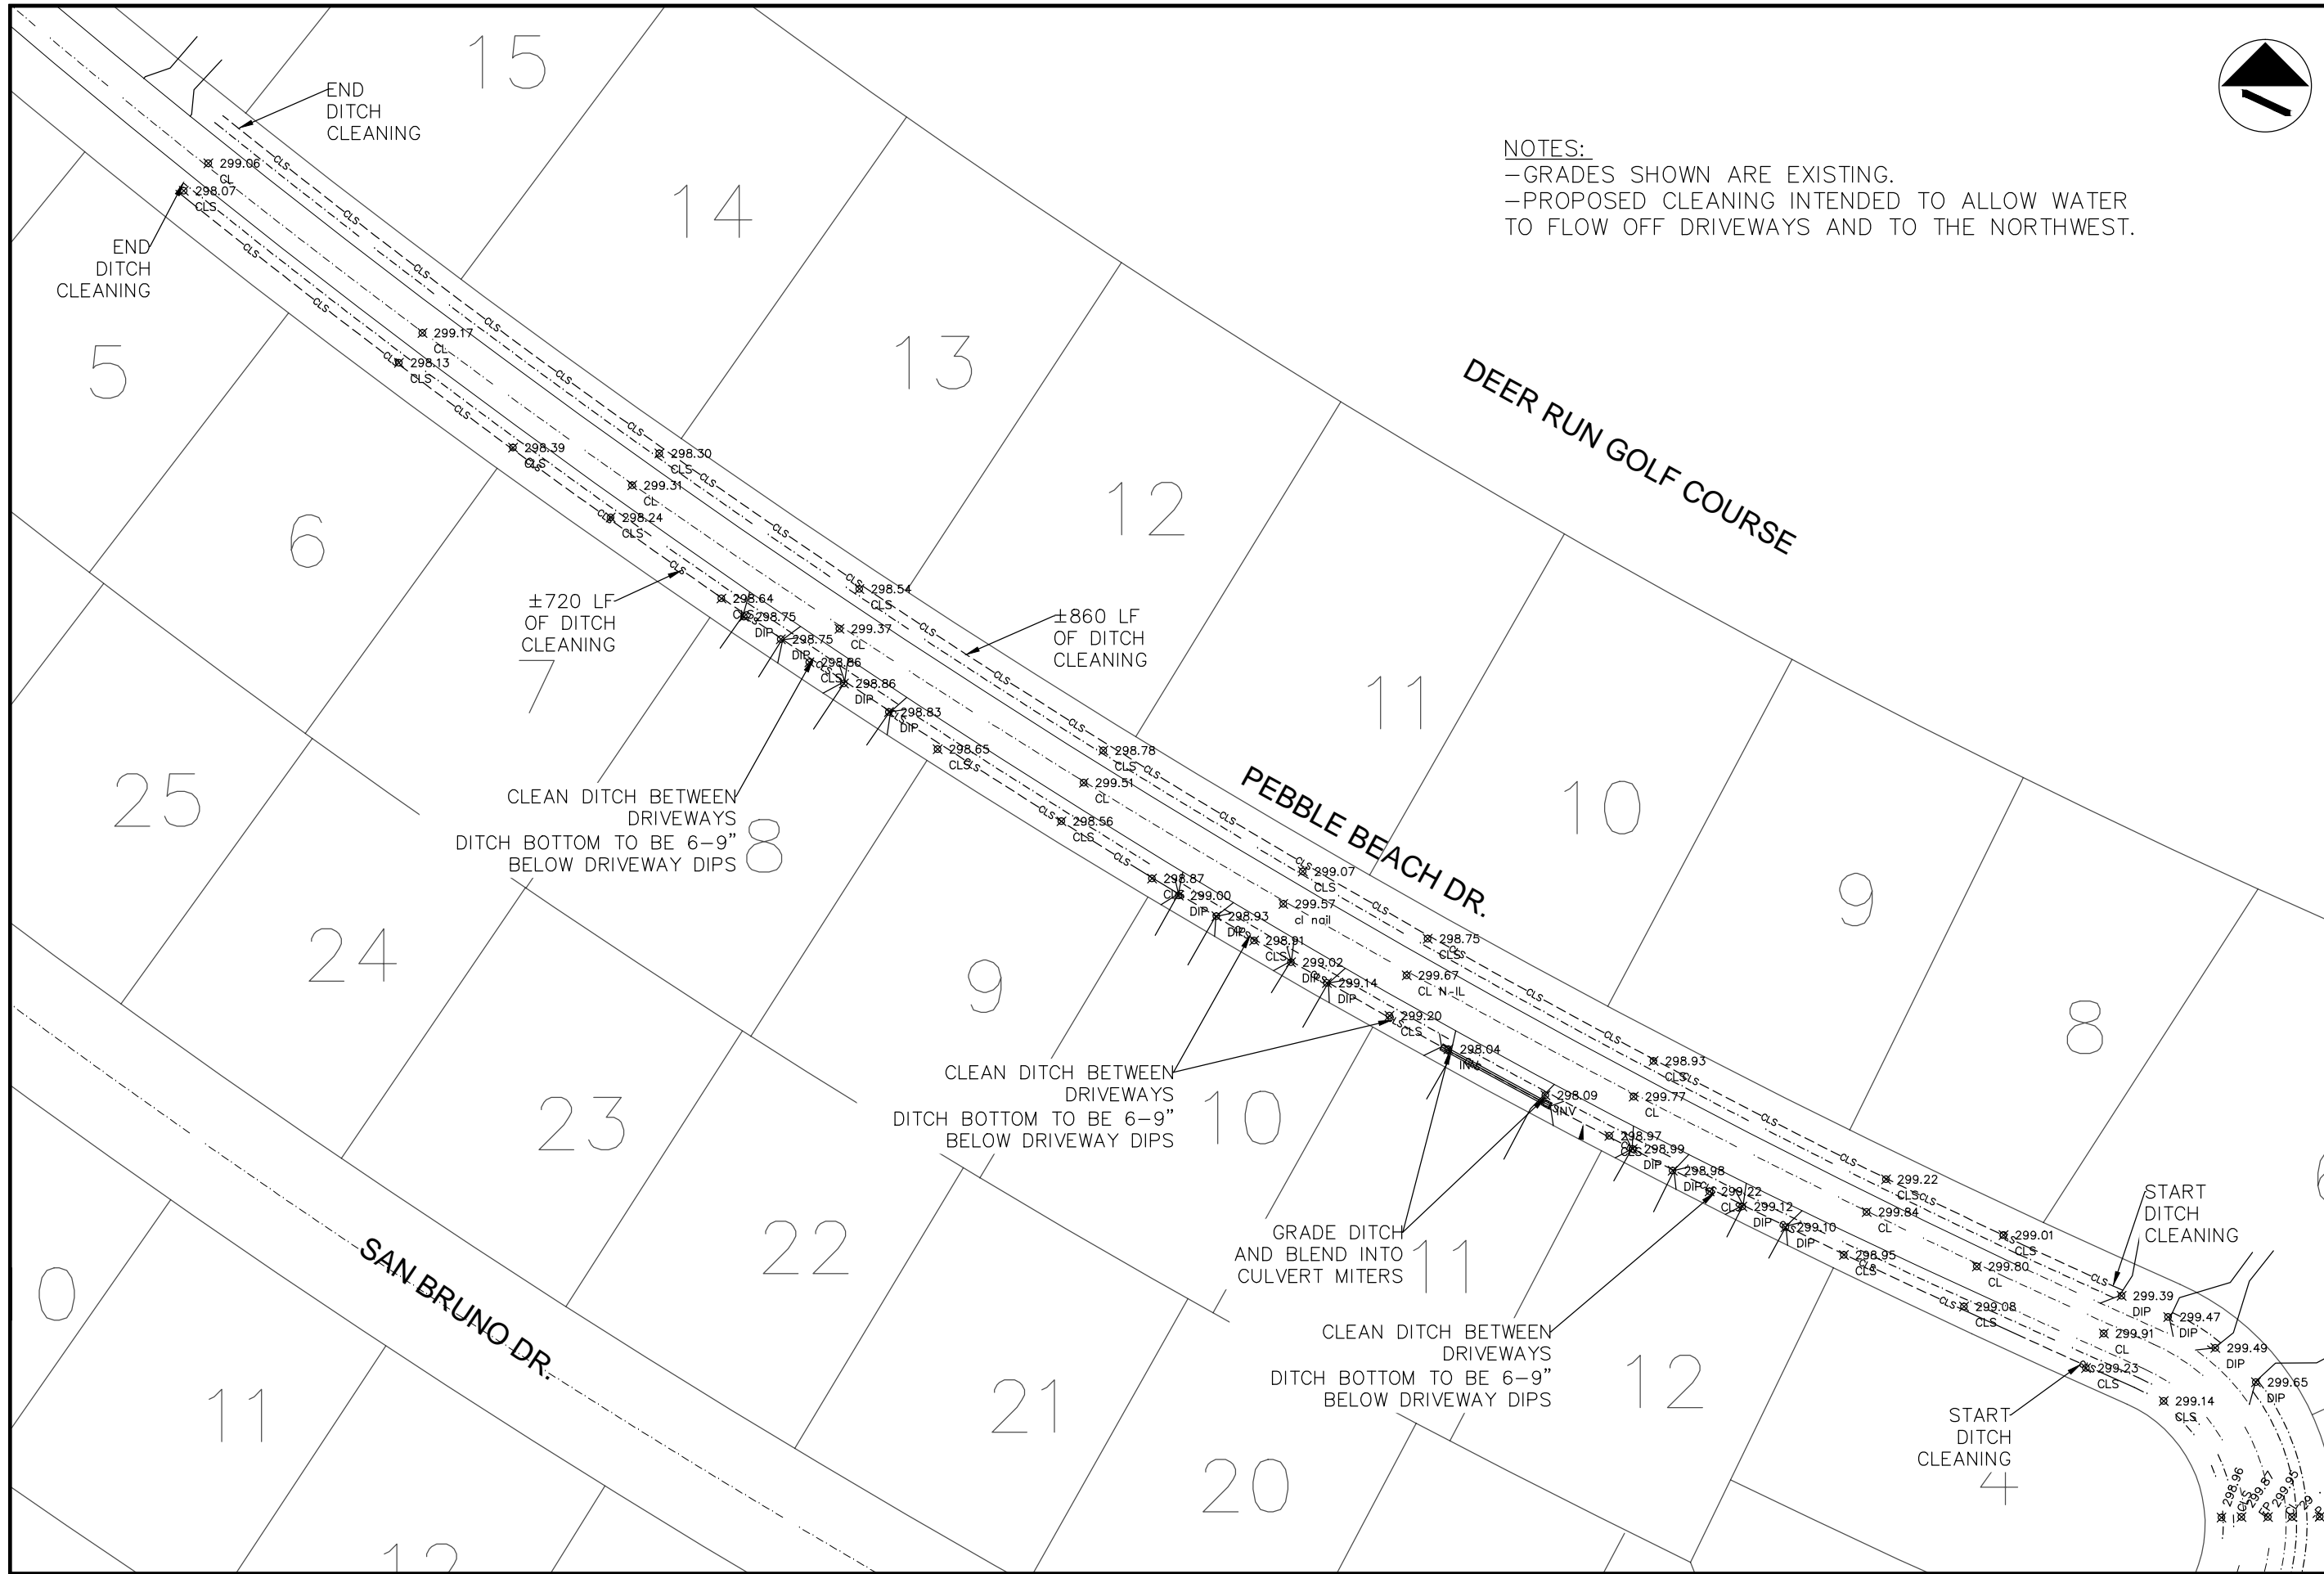 15
END
DITCH
CLEANING
299.06
CL
298.07
CLS
END
DITCH
CLEANING
14
NOTES:
-GRADES SHOWN ARE EXISTING.
-PROPOSED CLEANING INTENDED TO ALLOW WATER
TO FLOW OFF DRIVEWAYS AND TO THE NORTHWEST.
5
299.17
CL
298.13
CLS
13
DEER RUN GOLF COURSE
298.39
CLS
298.30
CLS
299.31
CL
298.24
CLS
6
12
±720 LF
OF DITCH
CLEANING
7
298.64
CLS
298.75
DIP
298.75
DIP
298.86
CLS
298.86
DIP
298.83
DIP
298.54
CLS
299.37
CL
±860 LF
OF DITCH
CLEANING
11
298.65
CLS
298.78
CLS
299.51
CL
298.56
CLS
PEBBLE BEACH DR.
10
25
CLEAN DITCH BETWEEN
DRIVEWAYS
DITCH BOTTOM TO BE 6-9"
BELOW DRIVEWAY DIPS
8
298.87
CLS
299.00
DIP
298.93
DIP
298.91
CLS
299.02
DIP
299.14
DIP
299.07
CLS
299.57
cl nail
298.75
CLS
299.67
CL N-IL
9
24
9
299.20
CLS
298.04
INV
298.09
INV
298.93
CLS
299.77
CL
8
CLEAN DITCH BETWEEN
DRIVEWAYS
DITCH BOTTOM TO BE 6-9"
BELOW DRIVEWAY DIPS
10
23
298.97
CLS
298.99
DIP
298.98
DIP
299.22
CLS
299.12
DIP
299.10
DIP
299.22
CLS
299.84
CL
START
DITCH
CLEANING
22
GRADE DITCH
AND BLEND INTO
CULVERT MITERS
11
298.95
CLS
299.01
CLS
299.80
CL
299.08
CLS
299.39
DIP
299.47
DIP
299.91
CL
299.49
DIP
299.23
CLS
299.65
DIP
299.14
CLS
0
SAN BRUNO DR.
CLEAN DITCH BETWEEN
DRIVEWAYS
DITCH BOTTOM TO BE 6-9"
BELOW DRIVEWAY DIPS
12
START
DITCH
CLEANING
4
11
21
20
12
298.96
CLS
299.87
EP
299.95
CL